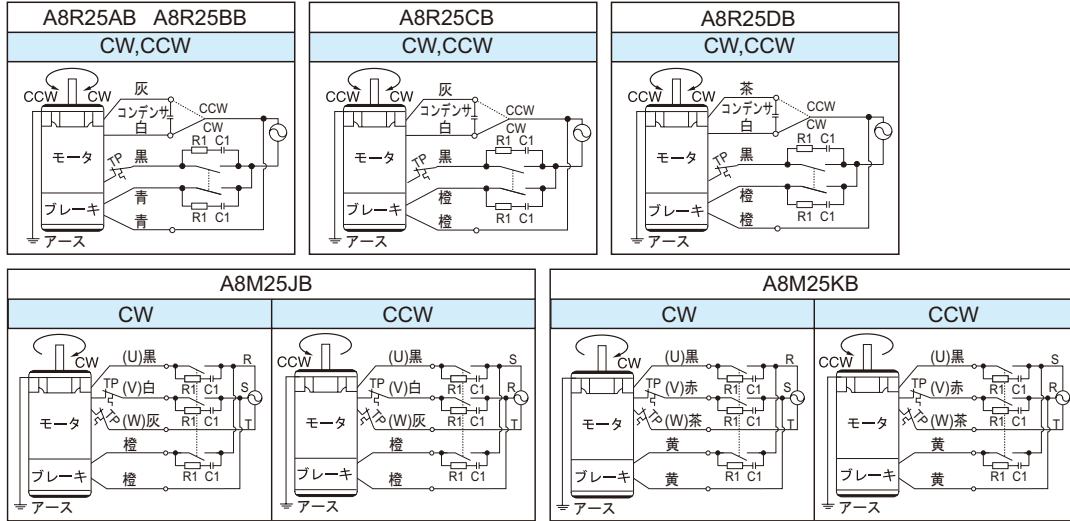 A8R25AB A8R25BB
CW,CCW
CCW CW
灰
コンデンサ
白
CCW
CW
R1 C1
モータ
TP
黒
青
ブレーキ
青
R1 C1
アース
A8R25CB
CW,CCW
CCW CW
灰
コンデンサ
白
CCW
CW
R1 C1
モータ
TP
黒
橙
ブレーキ
橙
R1 C1
アース
A8R25DB
CW,CCW
CCW CW
茶
コンデンサ
白
CCW
CW
R1 C1
モータ
TP
黒
橙
ブレーキ
橙
R1 C1
アース
A8M25JB
CW
CW
(U)黒
R
R1 C1
TP
(V)白
S
R1 C1
モータ
TP
(W)灰
T
橙
ブレーキ
橙
R1 C1
アース
CCW
CCW
(U)黒
S
R1 C1
TP
(V)白
R
R1 C1
モータ
TP
(W)灰
T
橙
ブレーキ
橙
R1 C1
アース
A8M25KB
CW
CW
(U)黒
R
R1 C1
TP
(V)赤
S
R1 C1
モータ
TP
(W)茶
T
黄
ブレーキ
黄
R1 C1
アース
CCW
CCW
(U)黒
S
R1 C1
TP
(V)赤
R
R1 C1
モータ
TP
(W)茶
T
黄
ブレーキ
黄
R1 C1
アース